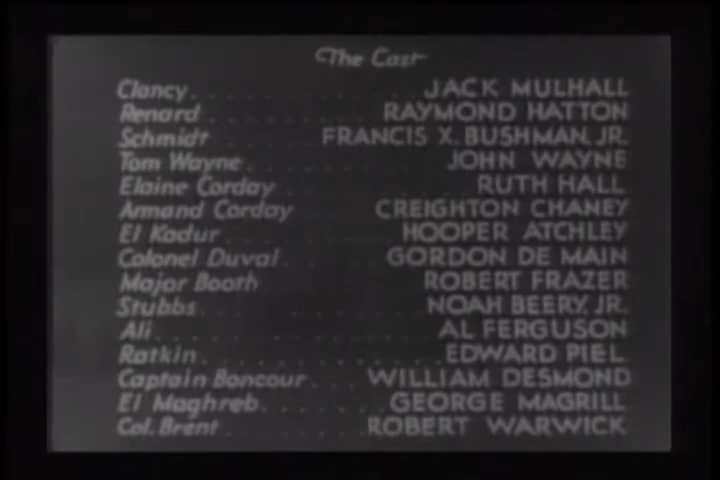 The Cast
Clancy. . . . . . . . . . . . . . . . JACK MULHALL
Renard . . . . . . . . . . . . RAYMOND HATTON
Schmidt FRANCIS X. BUSHMAN, JR.
Tom Wayne. . . . . . . . . . . . . JOHN WAYNE
Elaine Corday . . . . . . . . . . . RUTH HALL
Armand Corday . . . . CREIGHTON CHANEY
El Kadur . . . . . . . . . . . HOOPER ATCHLEY
Colonel Duval. . . . . . GORDON DE MAIN
Major Booth ROBERT FRAZER
Stubbs. . . . . . . . . . . . . . NOAH BEERY, JR.
Ali. . . . . . . . . . . . . . . . . . AL FERGUSON
Ratkin. . . . . . . . . . . . . . . . EDWARD PIEL
Captain Boncour. . . . WILLIAM DESMOND
El Maghreb. . . . . . . . GEORGE MAGRILL
Col. Brent . . . . . . . . . ROBERT WARWICK